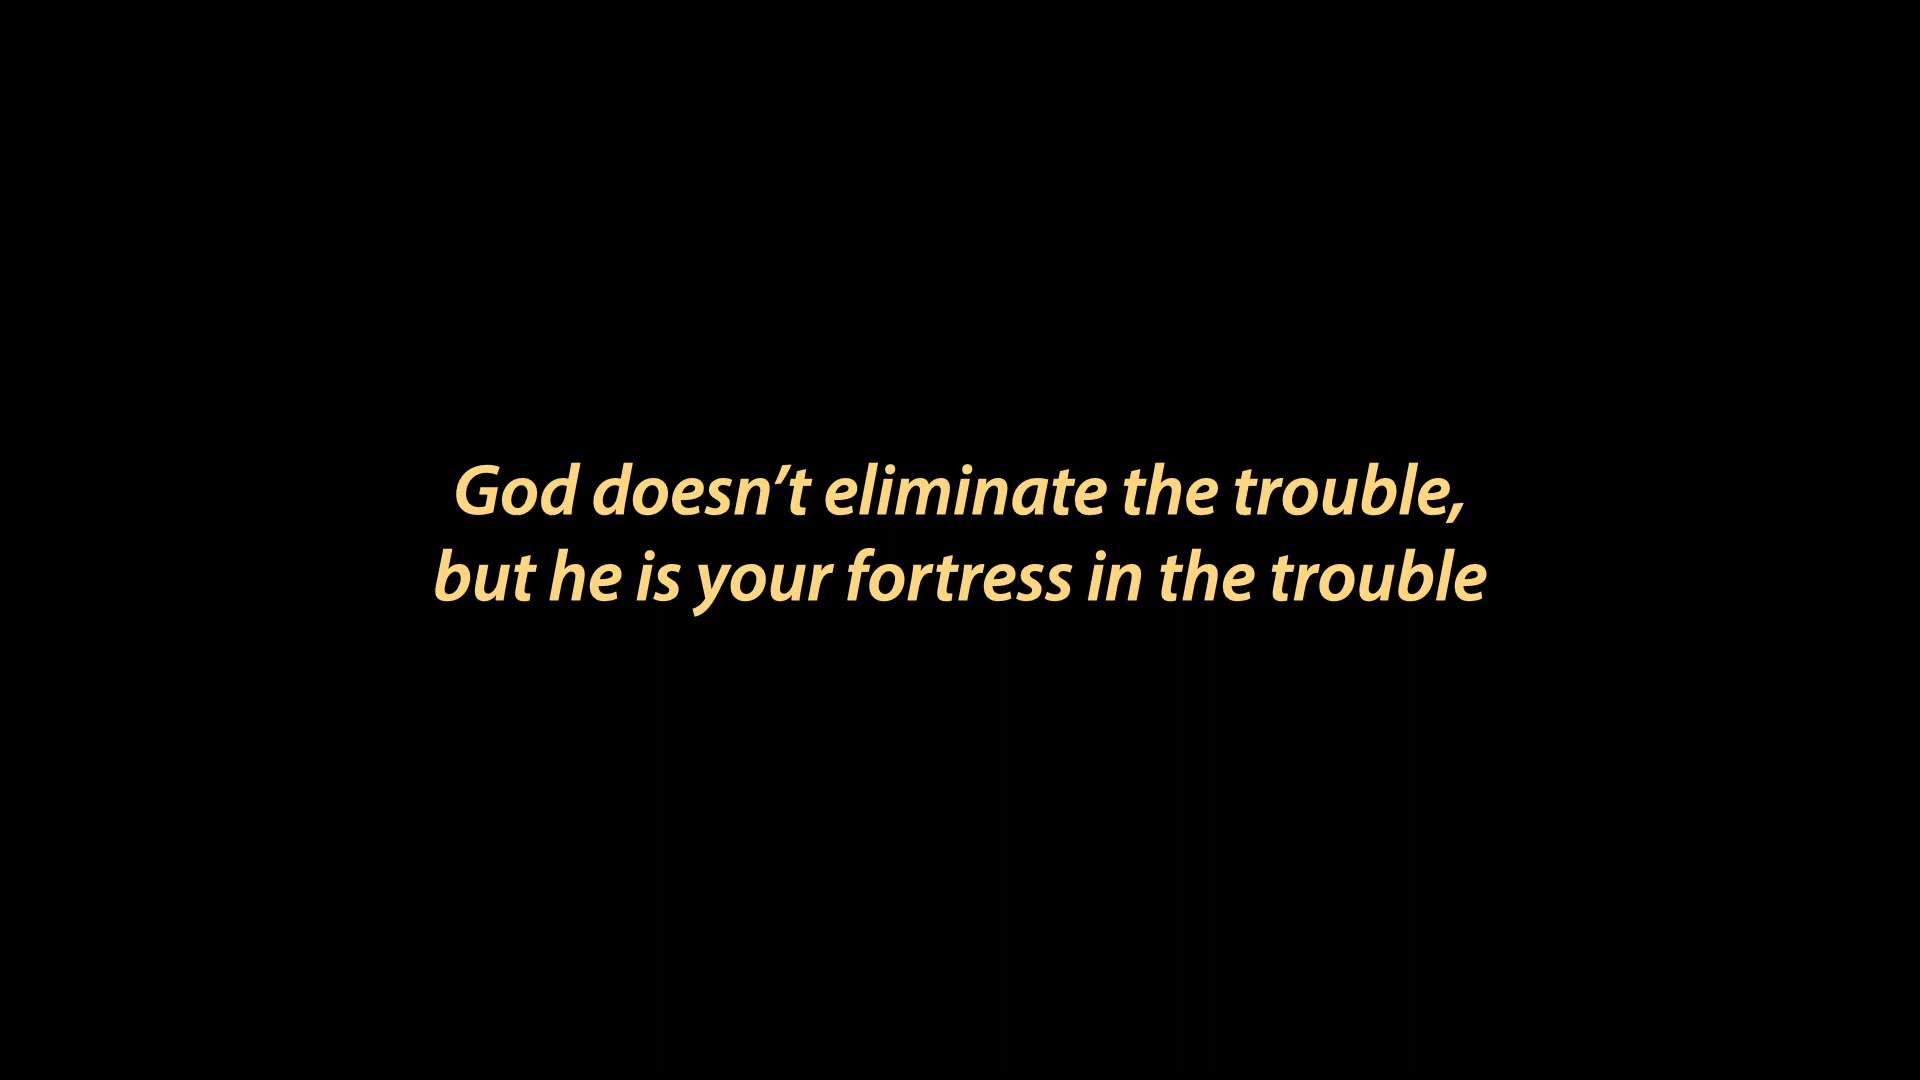 God doesn’t eliminate the trouble,
but he is your fortress in the trouble